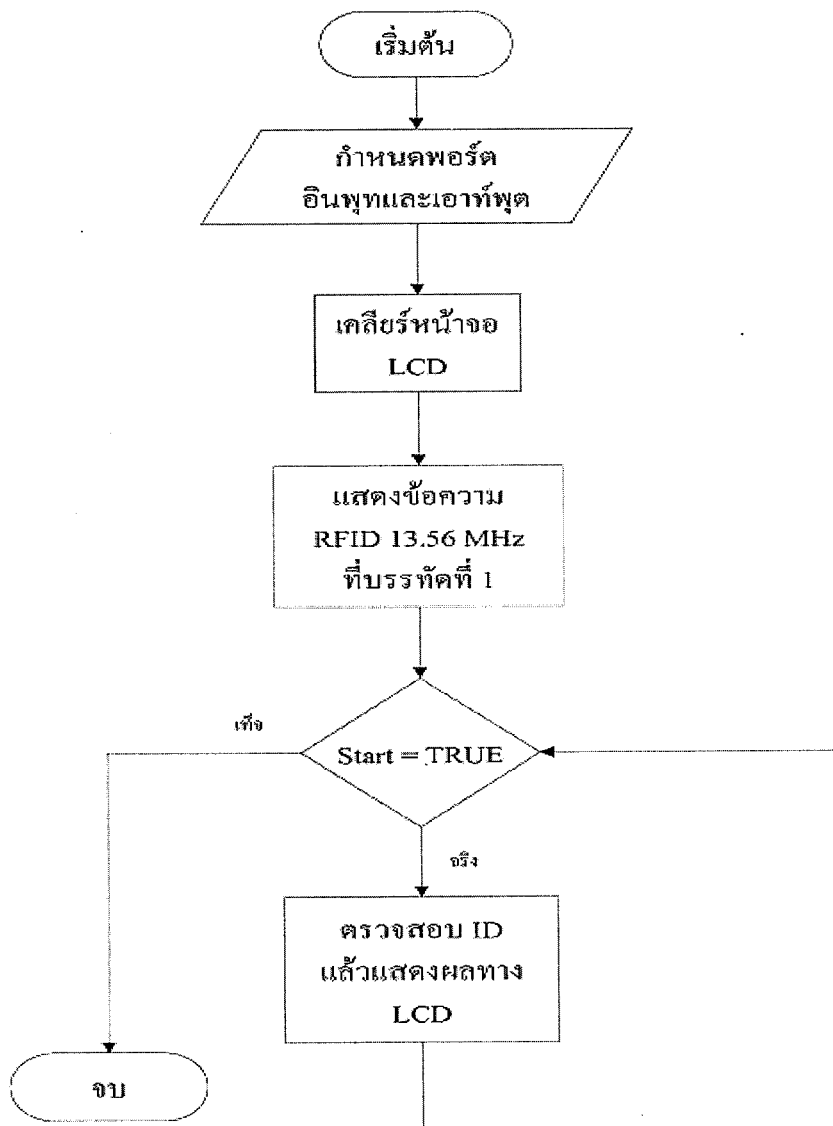 เริ่มต้น
กำหนดพอร์ต
อินพุทและเอาท์พุต
เคลียร์หน้าจอ
LCD
แสดงข้อความ
RFID 13.56 MHz
ที่บรรทัดที่ 1
เท็จ
Start = TRUE
จริง
ตรวจสอบ ID
แล้วแสดงผลทาง
LCD
จบ